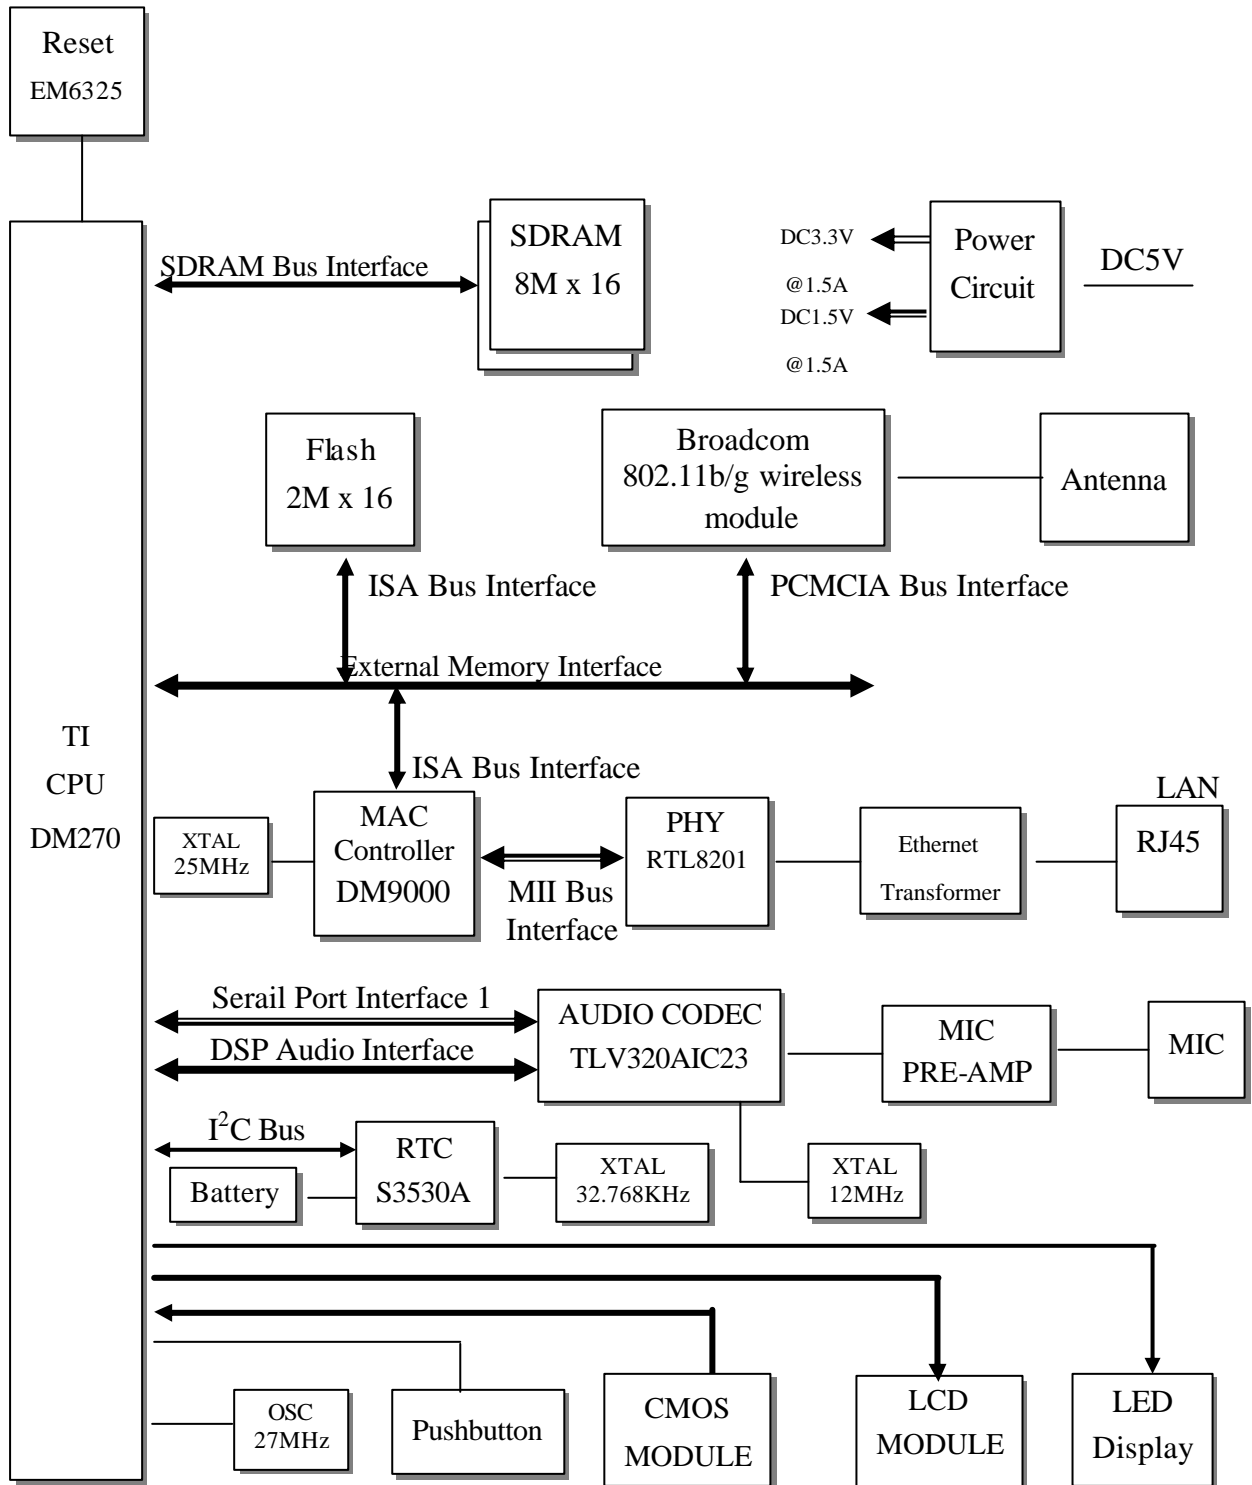 Reset
EM6325
SDRAM Bus Interface
SDRAM
8M x 16
DC3.3V
@1.5A
DC1.5V
@1.5A
Power
Circuit
DC5V
Flash
2M x 16
Broadcom
802.11b/g wireless
module
Antenna
ISA Bus Interface
PCMCIA Bus Interface
External Memory Interface
TI
CPU
DM270
ISA Bus Interface
XTAL
25MHz
MAC
Controller
DM9000
MII Bus
Interface
PHY
RTL8201
Ethernet
Transformer
LAN
RJ45
Serail Port Interface 1
DSP Audio Interface
AUDIO CODEC
TLV320AIC23
MIC
PRE-AMP
MIC
I²C Bus
Battery
RTC
S3530A
XTAL
32.768KHz
XTAL
12MHz
OSC
27MHz
Pushbutton
CMOS
MODULE
LCD
MODULE
LED
Display